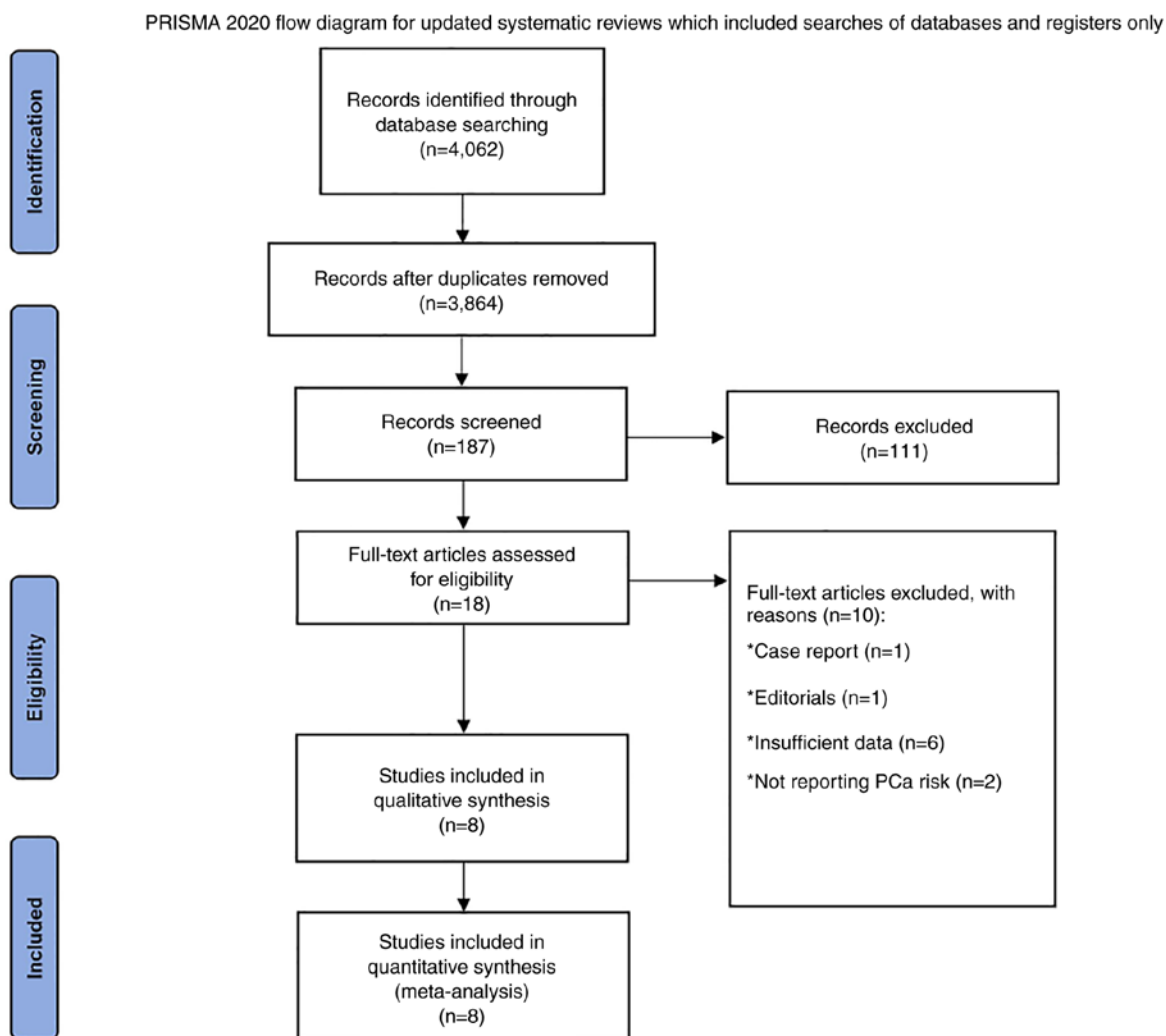 PRISMA 2020 flow diagram for updated systematic reviews which included searches of databases and registers only
Identification
Records identified through
database searching
(n=4,062)
Records after duplicates removed
(n=3,864)
Screening
Records screened
(n=187)
Records excluded
(n=111)
Eligibility
Full-text articles assessed
for eligibility
(n=18)
Full-text articles excluded, with
reasons (n=10):
*Case report (n=1)
*Editorials (n=1)
*Insufficient data (n=6)
*Not reporting PCa risk (n=2)
Studies included in
qualitative synthesis
(n=8)
Included
Studies included in
quantitative synthesis
(meta-analysis)
(n=8)